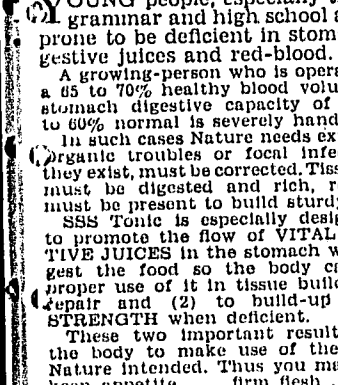 YOUNG people, especially
grammar and high school
prone to be deficient in stom
gestive juices and red-blood.
A growing-person who is opera
a 65 to 70% healthy blood volu
stomach digestive capacity of
to 60% normal is severely hand
In such cases Nature needs ex
Organic troubles or focal infe
they exist, must be corrected. Tiss
must be digested and rich, r
must be present to build sturdy
SSS Tonic is especially desig
to promote the flow of VITAL
TIVE JUICES in the stomach w
gest the food so the body ca
proper use of it in tissue build
repair and (2) to build-up
STRENGTH when deficient.
These two important result
the body to make use of the
Nature intended. Thus you ma
keen appetite firm flesh